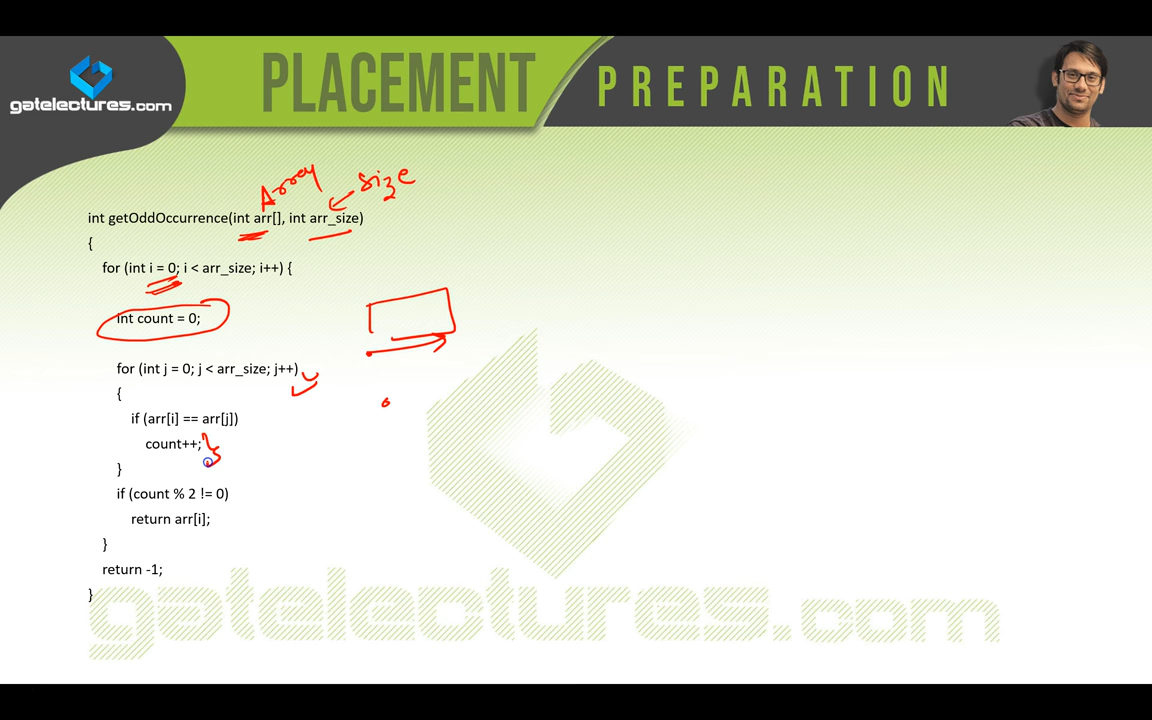 PLACEMENT PREPARATION
gatelectures.com
Array size
int getOddOccurrence(int arr[], int arr_size)
{
for (int i = 0; i < arr_size; i++) {
int count = 0;
for (int j = 0; j < arr_size; j++)
{
if (arr[i] == arr[j])
count++;
}
if (count % 2 != 0)
return arr[i];
}
return -1;
}
gatelectures.com